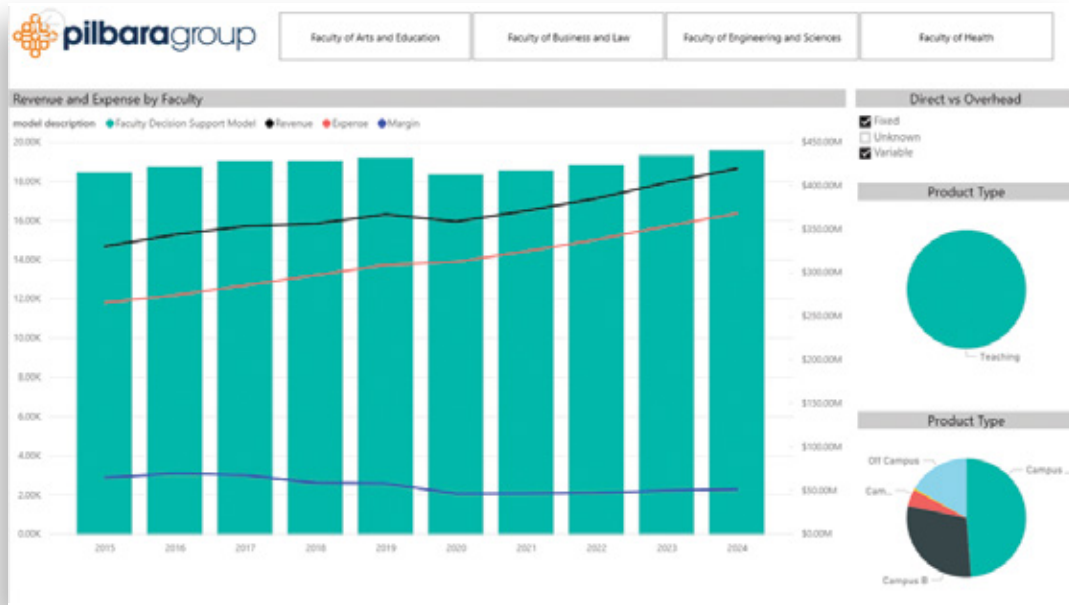 pilbaragroup
Faculty of Arts and Education
Faculty of Business and Law
Faculty of Engineering and Sciences
Faculty of Health
Revenue and Expense by Faculty
model description Faculty Decision Support Model Revenue Expense Margin
20.00K
18.00K
16.00K
14.00K
12.00K
10.00K
8.00K
6.00K
4.00K
2.00K
0.00K
$450.00M
$400.00M
$350.00M
$300.00M
$250.00M
$200.00M
$150.00M
$100.00M
$50.00M
$0.00M
2015 2016 2017 2018 2019 2020 2021 2022 2023 2024
Direct vs Overhead
Fixed
Unknown
Variable
Product Type
Teaching
Product Type
Off Campus
Campus ...
Cam...
Campus B